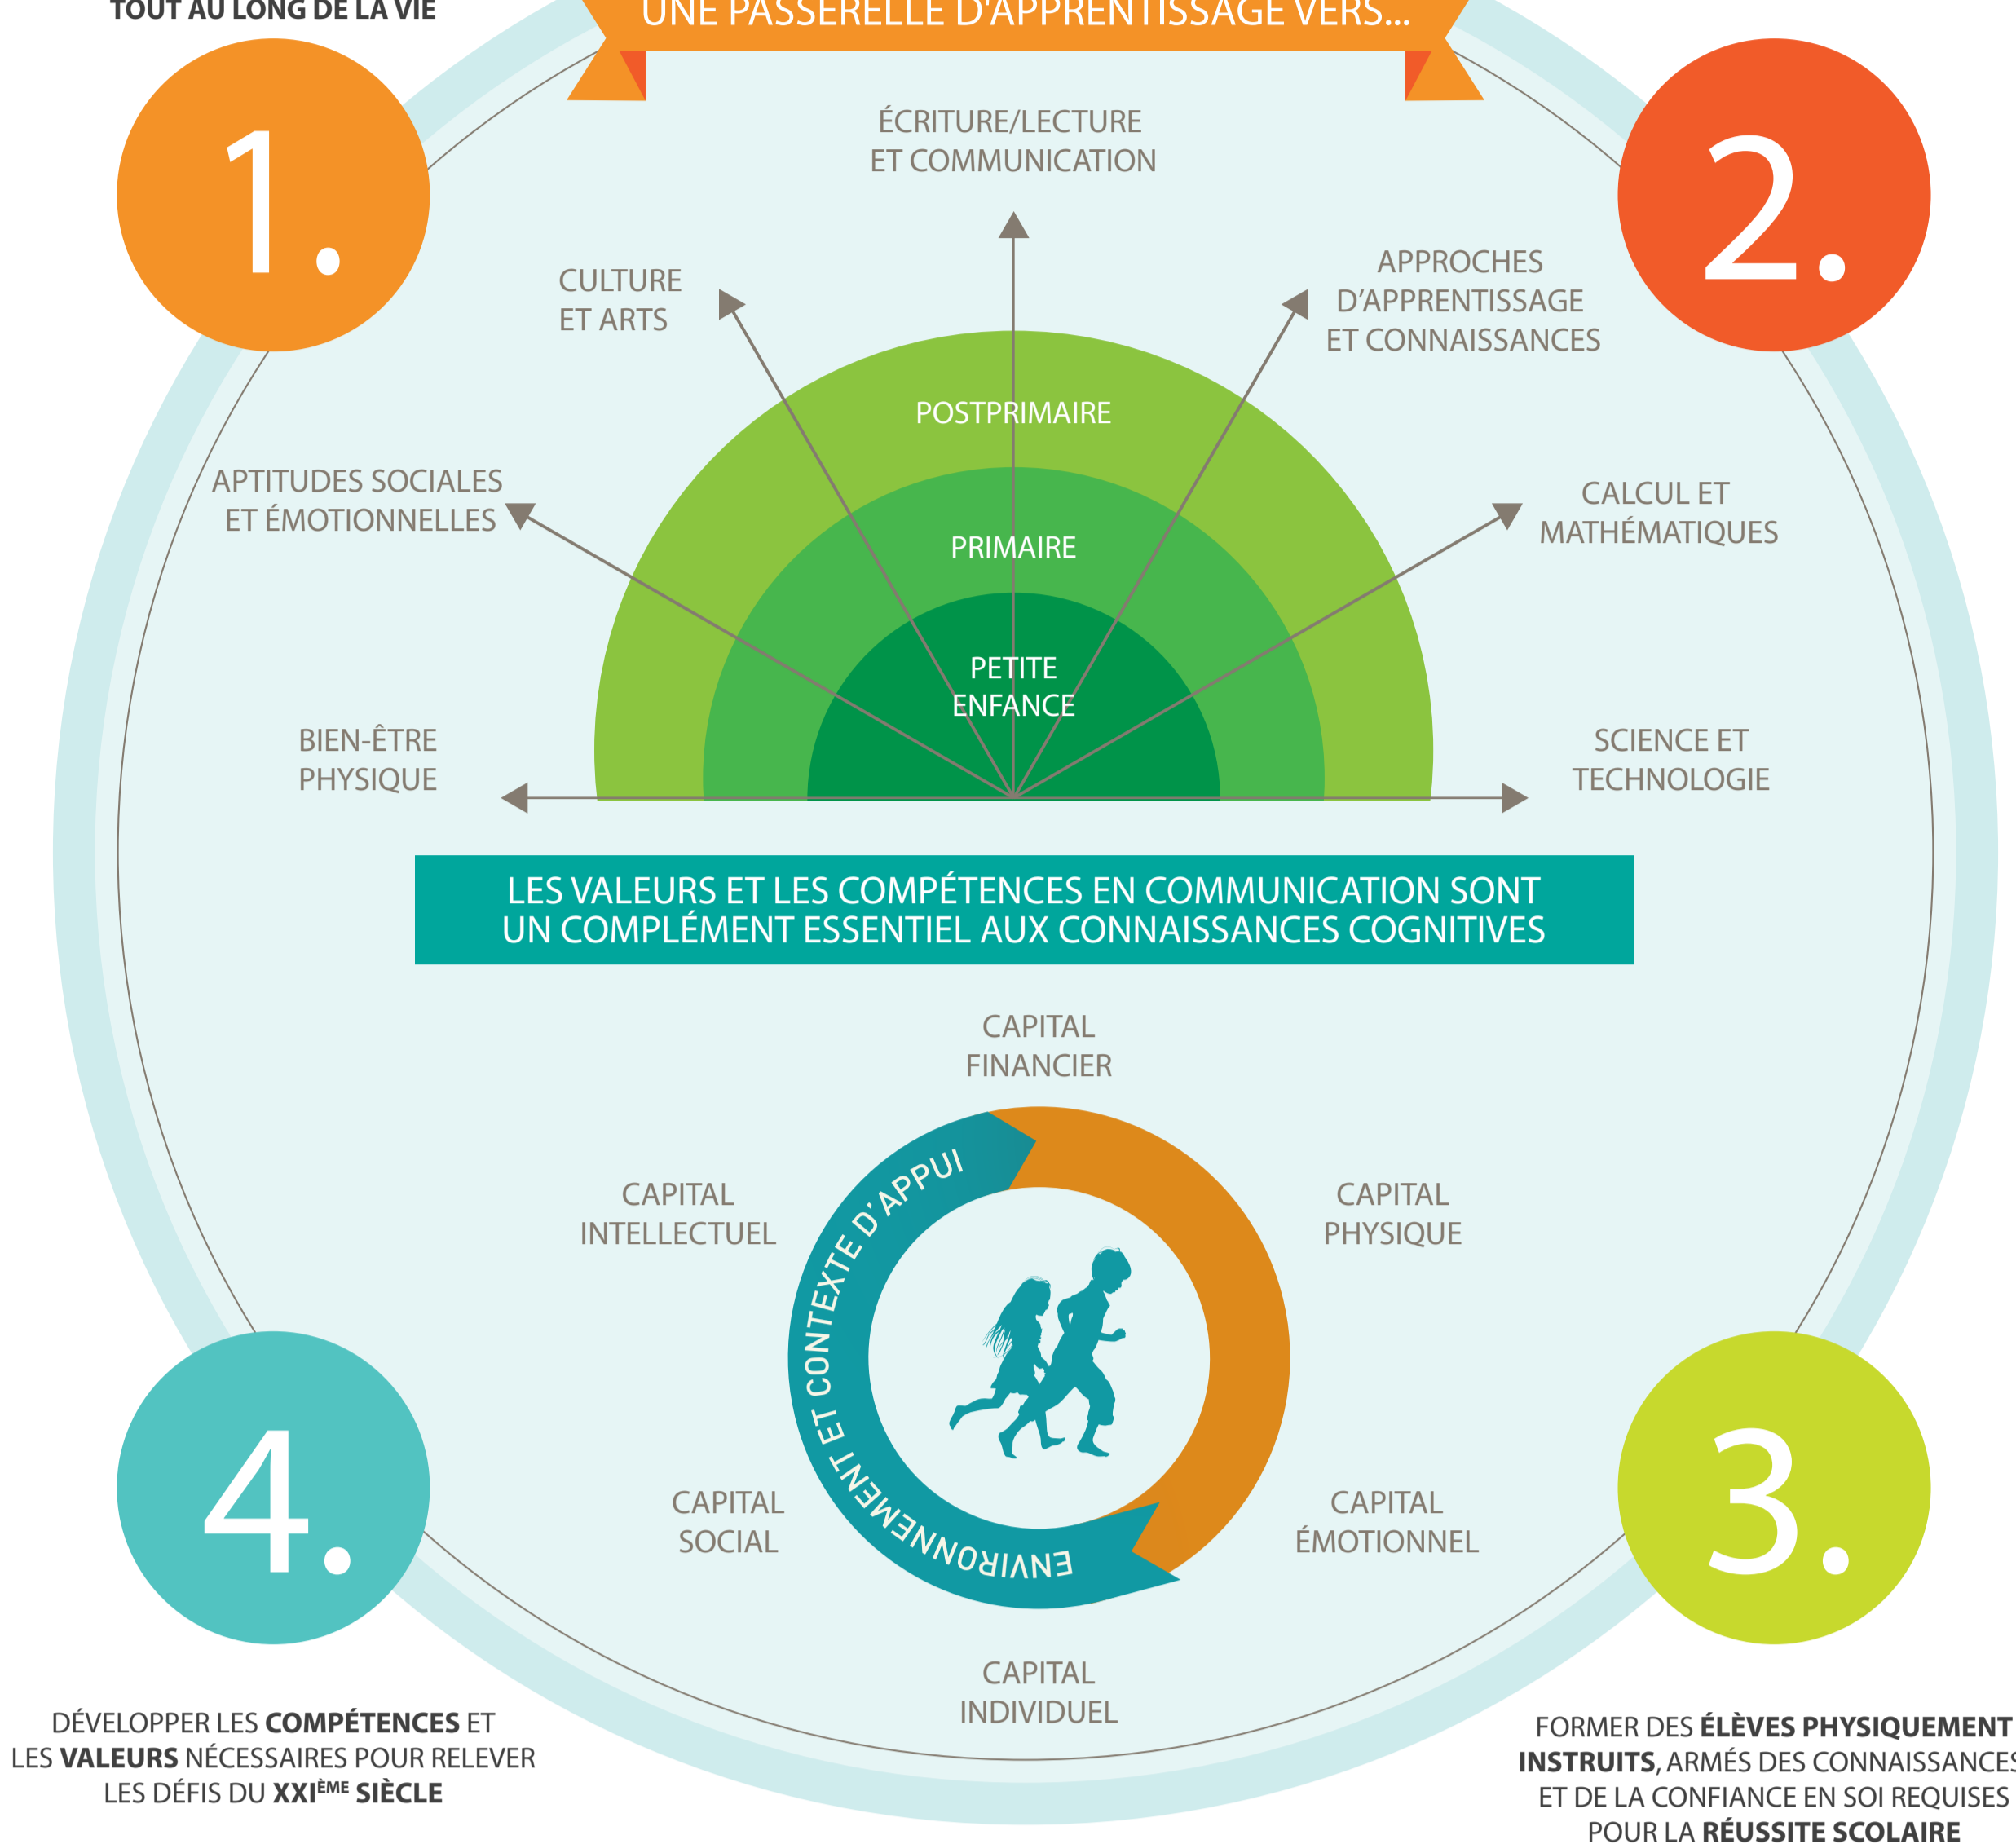 TOUT AU LONG DE LA VIE
UNE PASSERELLE D'APPRENTISSAGE VERS...
1.
2.
ÉCRITURE/LECTURE
ET COMMUNICATION
CULTURE
ET ARTS
APPROCHES
D’APPRENTISSAGE
ET CONNAISSANCES
POSTPRIMAIRE
APTITUDES SOCIALES
ET ÉMOTIONNELLES
CALCUL ET
MATHÉMATIQUES
PRIMAIRE
PETITE
ENFANCE
BIEN-ÊTRE
PHYSIQUE
SCIENCE ET
TECHNOLOGIE
LES VALEURS ET LES COMPÉTENCES EN COMMUNICATION SONT
UN COMPLÉMENT ESSENTIEL AUX CONNAISSANCES COGNITIVES
CAPITAL
FINANCIER
CAPITAL
INTELLECTUEL
CAPITAL
PHYSIQUE
ENVIRONNEMENT ET CONTEXTE D’APPUI
CAPITAL
SOCIAL
CAPITAL
ÉMOTIONNEL
CAPITAL
INDIVIDUEL
4.
3.
DÉVELOPPER LES COMPÉTENCES ET
LES VALEURS NÉCESSAIRES POUR RELEVER
LES DÉFIS DU XXIÈME SIÈCLE
FORMER DES ÉLÈVES PHYSIQUEMENT
INSTRUITS, ARMÉS DES CONNAISSANCES
ET DE LA CONFIANCE EN SOI REQUISES
POUR LA RÉUSSITE SCOLAIRE